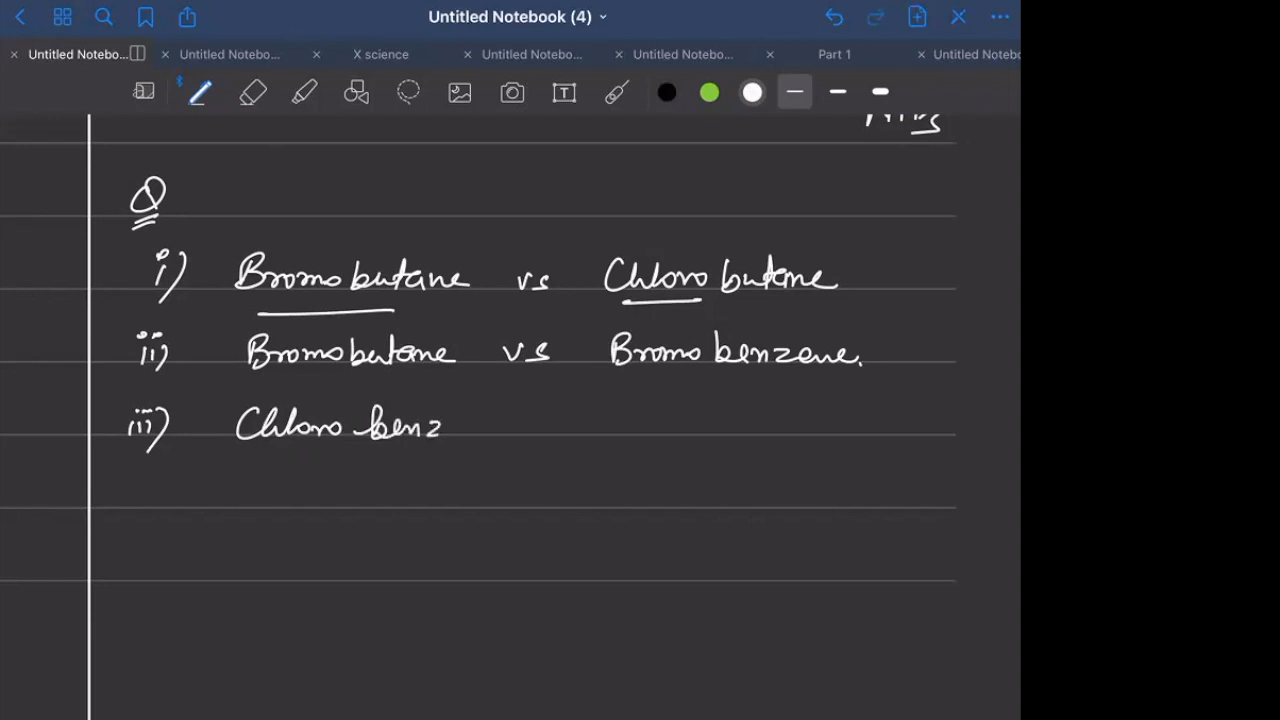 Untitled Notebook (4)
Untitled Notebo... Untitled Notebo... X science Untitled Notebo... Untitled Notebo... Part 1 Untitled Notebo
T
Q
i) Bromobutane vs Chlorobutane
ii) Bromobutane vs Bromobenzene.
iii) Chlorobenz